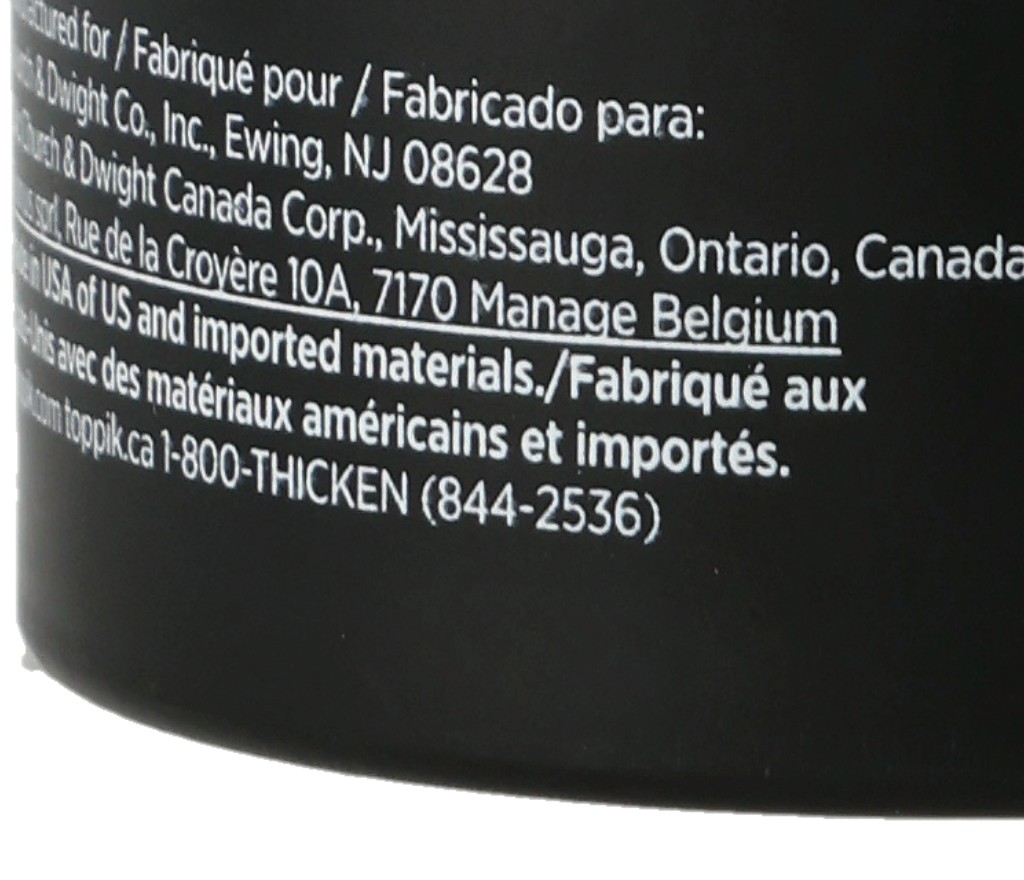 for / Fabriqué pour / Fabricado para:
& Dwight Co., Inc., Ewing, NJ 08628
Church & Dwight Canada Corp., Mississauga, Ontario, Canada
sprl, Rue de la Croyère 10A, 7170 Manage Belgium
in USA of US and imported materials./Fabriqué aux
avec des matériaux américains et importés.
toppik.ca 1-800-THICKEN (844-2536)